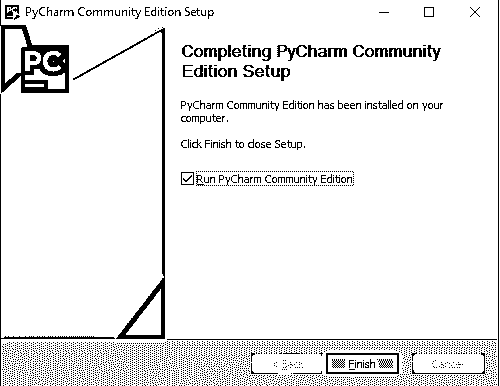 PyCharm Community Edition Setup
PC
Completing PyCharm Community
Edition Setup
PyCharm Community Edition has been installed on your
computer.
Click Finish to close Setup.
Run PyCharm Community Edition
< Back
Finish
Cancel